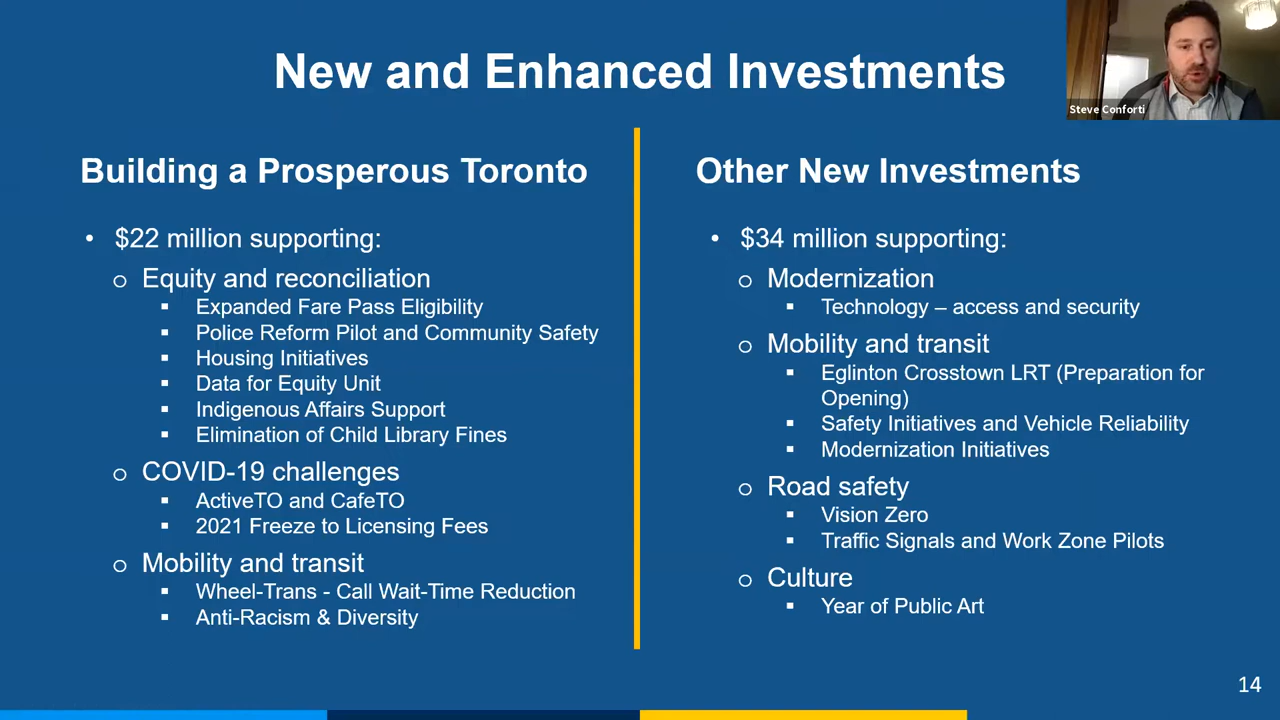 New and Enhanced Investments
Steve Conforti
Building a Prosperous Toronto
• $22 million supporting:
o Equity and reconciliation
▪ Expanded Fare Pass Eligibility
▪ Police Reform Pilot and Community Safety
▪ Housing Initiatives
▪ Data for Equity Unit
▪ Indigenous Affairs Support
▪ Elimination of Child Library Fines
o COVID-19 challenges
▪ ActiveTO and CafeTO
▪ 2021 Freeze to Licensing Fees
o Mobility and transit
▪ Wheel-Trans - Call Wait-Time Reduction
▪ Anti-Racism & Diversity
Other New Investments
• $34 million supporting:
o Modernization
▪ Technology – access and security
o Mobility and transit
▪ Eglinton Crosstown LRT (Preparation for
Opening)
▪ Safety Initiatives and Vehicle Reliability
▪ Modernization Initiatives
o Road safety
▪ Vision Zero
▪ Traffic Signals and Work Zone Pilots
o Culture
▪ Year of Public Art
14